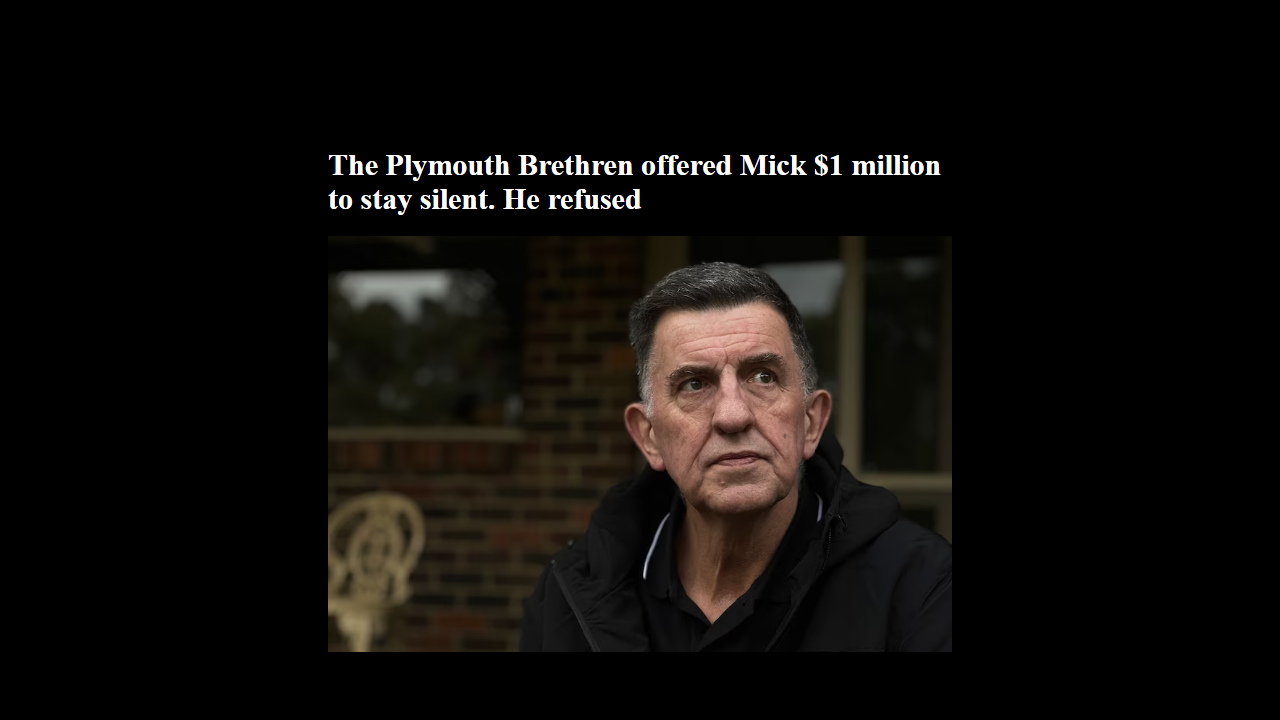 The Plymouth Brethren offered Mick $1 million
to stay silent. He refused